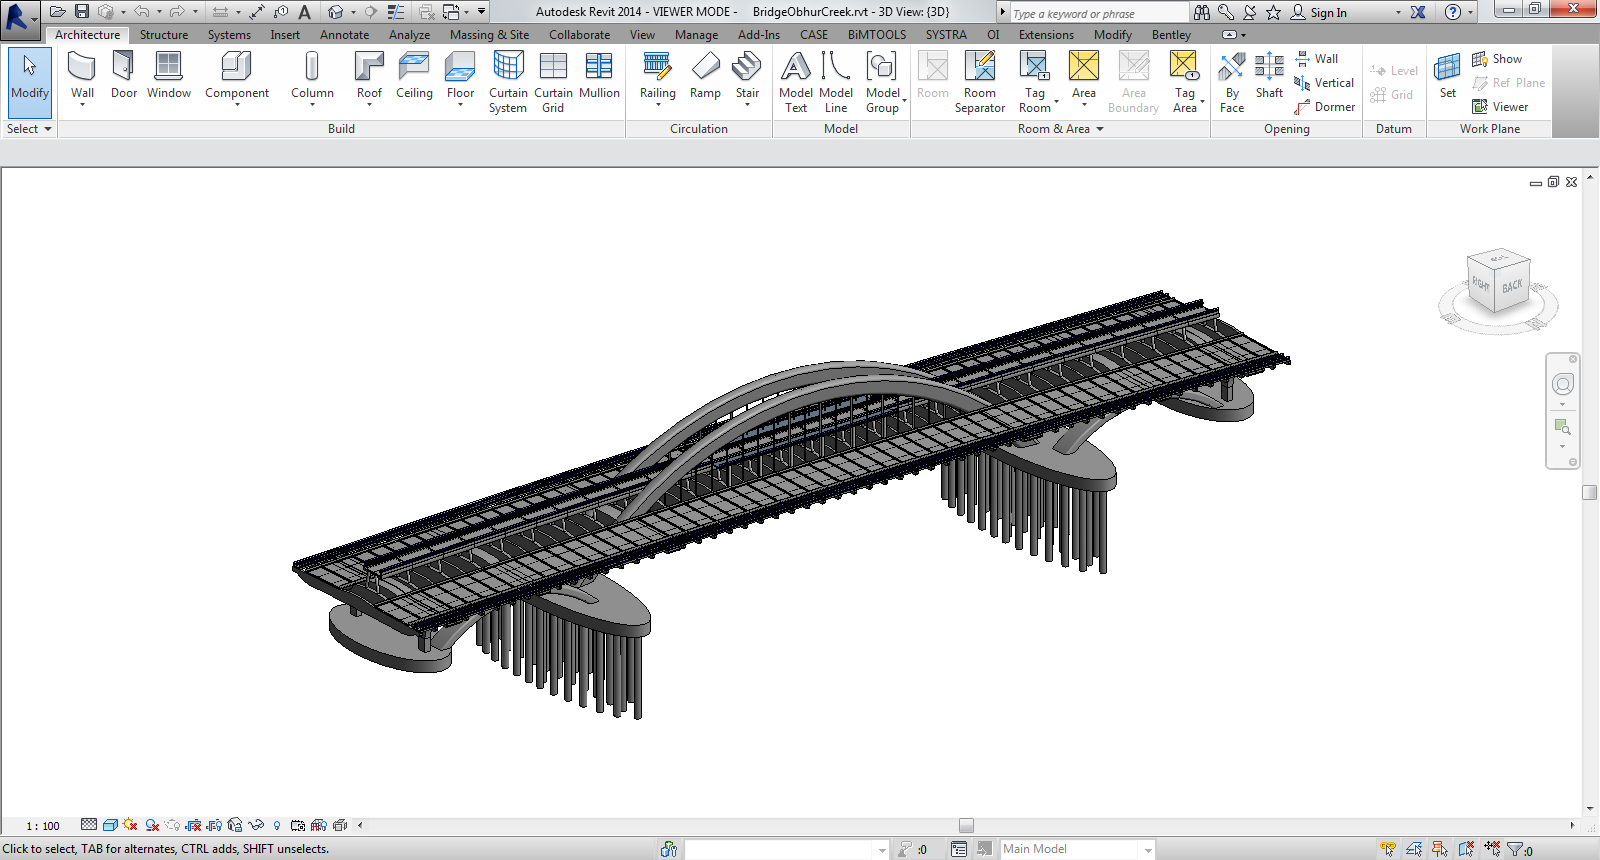 Autodesk Revit 2014 - VIEWER MODE - BridgeObhurCreek.rvt - 3D View: {3D}
Type a keyword or phrase
Sign In
Architecture Structure Systems Insert Annotate Analyze Massing & Site Collaborate View Manage Add-Ins CASE BiMTOOLS SYSTRA OI Extensions Modify Bentley
Modify
Wall
Door
Window
Component
Column
Roof
Ceiling
Floor
Curtain
System
Curtain
Grid
Mullion
Railing
Ramp
Stair
Model
Text
Model
Line
Model
Group
Room
Room
Separator
Tag
Room
Area
Area
Boundary
Tag
Area
By
Face
Shaft
Wall
Vertical
Dormer
Level
Grid
Set
Show
Ref Plane
Viewer
Select Build Circulation Model Room & Area Opening Datum Work Plane
RIGHT
BACK
1 : 100
Click to select, TAB for alternates, CTRL adds, SHIFT unselects.
:0
Main Model
:0